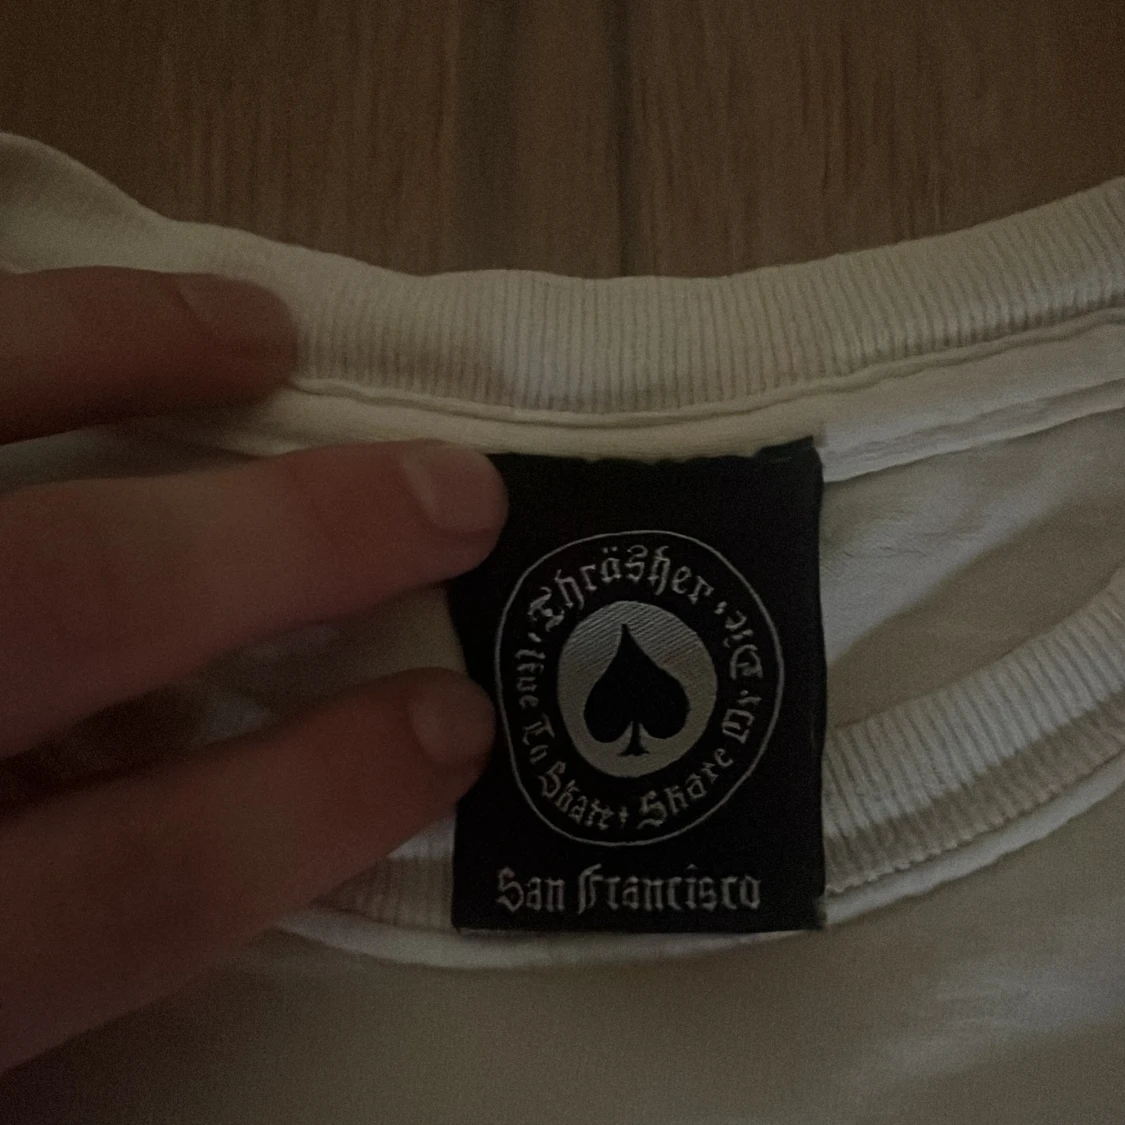 Thräsher
Live To Skate
Skate Or Die
San Francisco